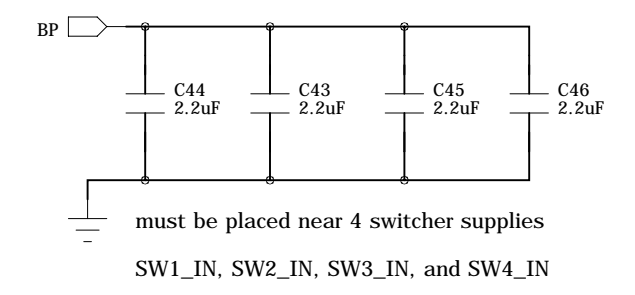 BP
C44
2.2uF
C43
2.2uF
C45
2.2uF
C46
2.2uF
must be placed near 4 switcher supplies
SW1_IN, SW2_IN, SW3_IN, and SW4_IN